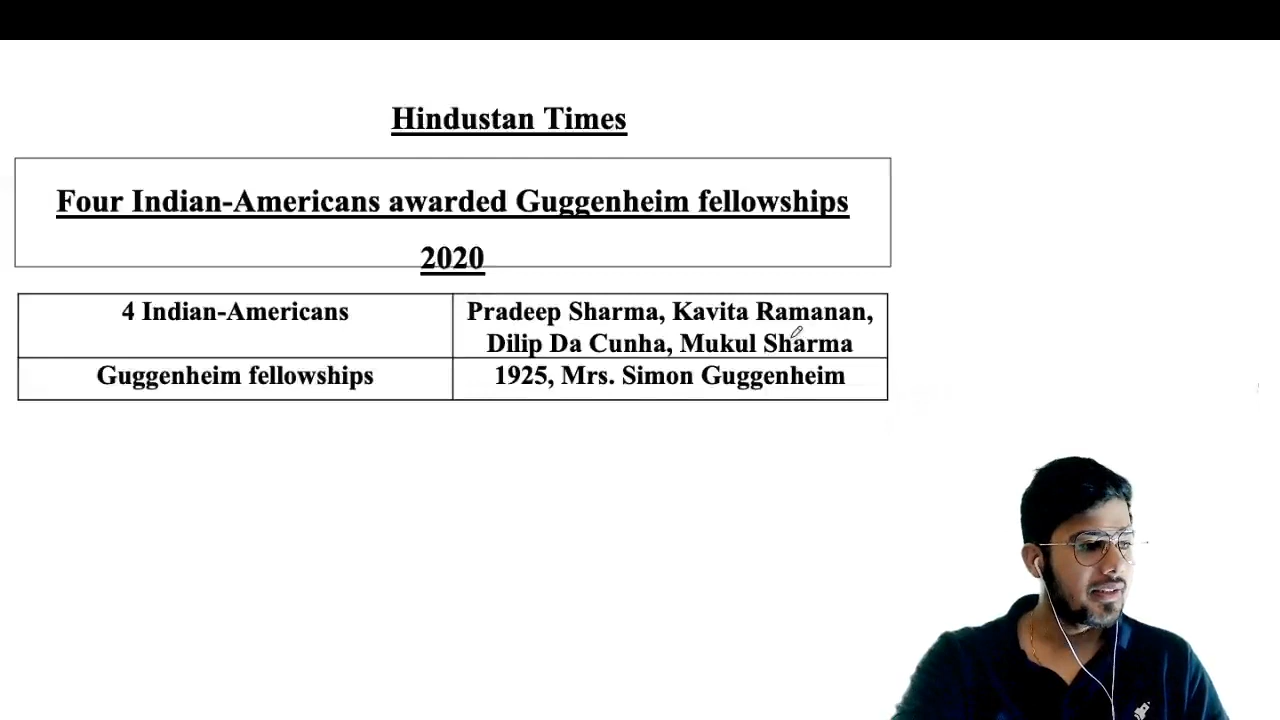 Hindustan Times
Four Indian-Americans awarded Guggenheim fellowships
2020
4 Indian-Americans
Pradeep Sharma, Kavita Ramanan,
Dilip Da Cunha, Mukul Sharma
Guggenheim fellowships
1925, Mrs. Simon Guggenheim